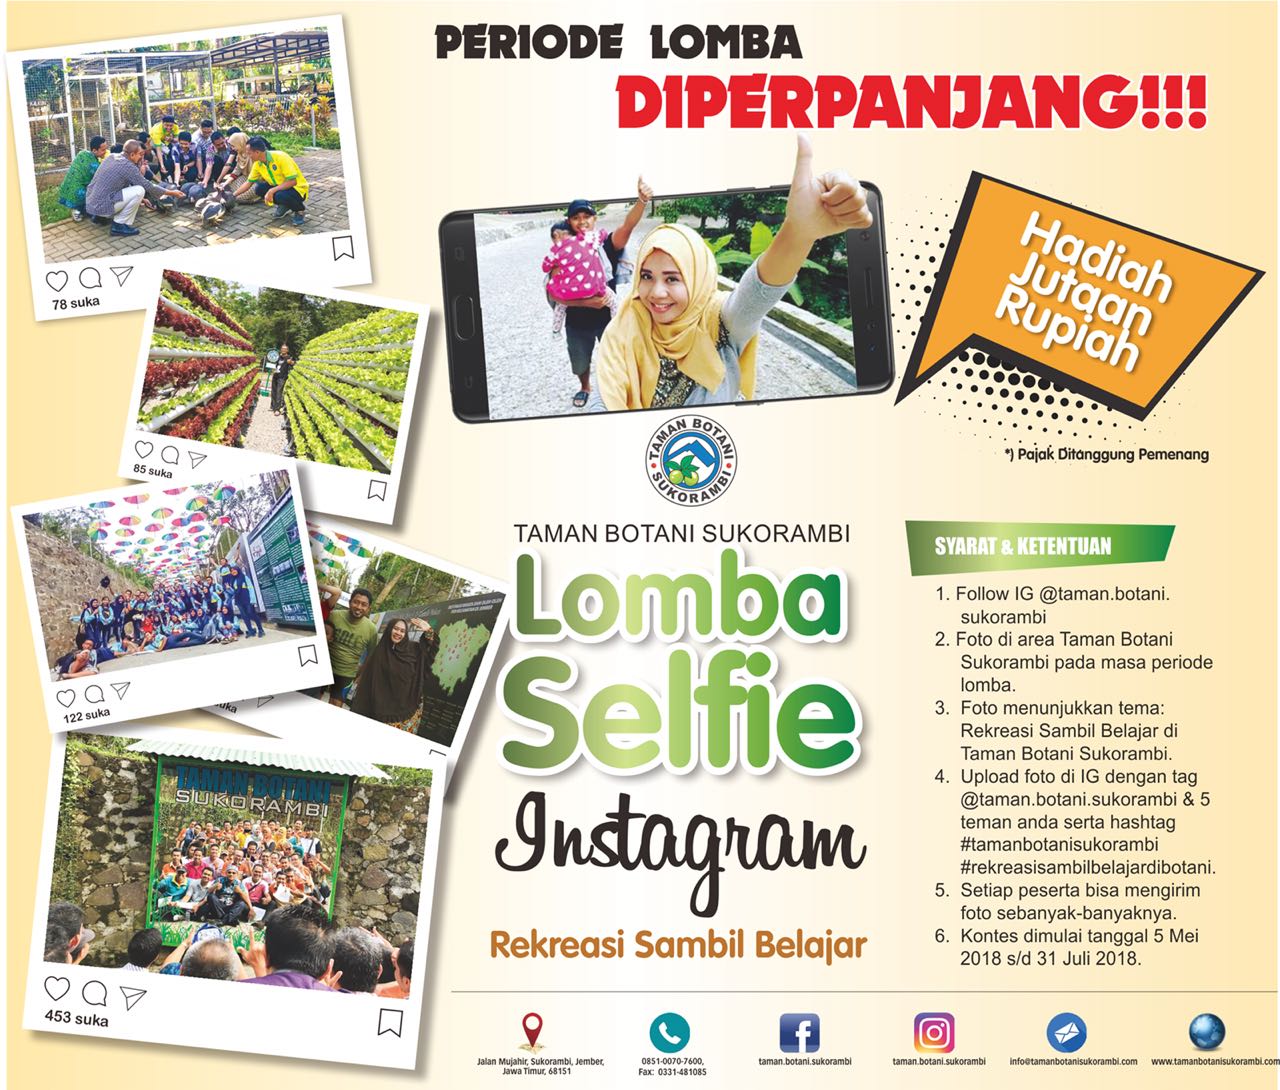 PERIODE LOMBA
DIPERPANJANG!!!
Hadiah
Jutaan
Rupiah
*) Pajak Ditanggung Pemenang
78 suka
85 suka
122 suka
TAMAN BOTANI
SUKORAMBI
453 suka
TAMAN BOTANI
SUKORAMBI
TAMAN BOTANI SUKORAMBI
Lomba
Selfie
Instagram
Rekreasi Sambil Belajar
SYARAT & KETENTUAN
1. Follow IG @taman.botani.
sukorambi
2. Foto di area Taman Botani
Sukorambi pada masa periode
lomba.
3. Foto menunjukkan tema:
Rekreasi Sambil Belajar di
Taman Botani Sukorambi.
4. Upload foto di IG dengan tag
@taman.botani.sukorambi & 5
teman anda serta hashtag
#tamanbotanisukorambi
#rekreasisambilbelajardibotani.
5. Setiap peserta bisa mengirim
foto sebanyak-banyaknya.
6. Kontes dimulai tanggal 5 Mei
2018 s/d 31 Juli 2018.
Jalan Mujahir, Sukorambi, Jember,
Jawa Timur, 68151
0851-0070-7600,
Fax: 0331-481085
taman.botani.sukorambi
taman.botani.sukorambi
info@tamanbotanisukorambi.com
www.tamanbotanisukorambi.com